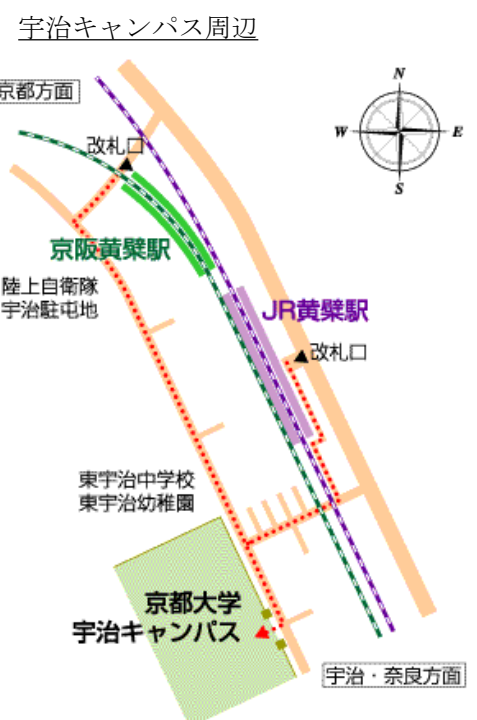 宇治キャンパス周辺
京都方面
N
W
E
S
改札口
京阪黄檗駅
陸上自衛隊
宇治駐屯地
JR黄檗駅
改札口
東宇治中学校
東宇治幼稚園
京都大学
宇治キャンパス
宇治・奈良方面